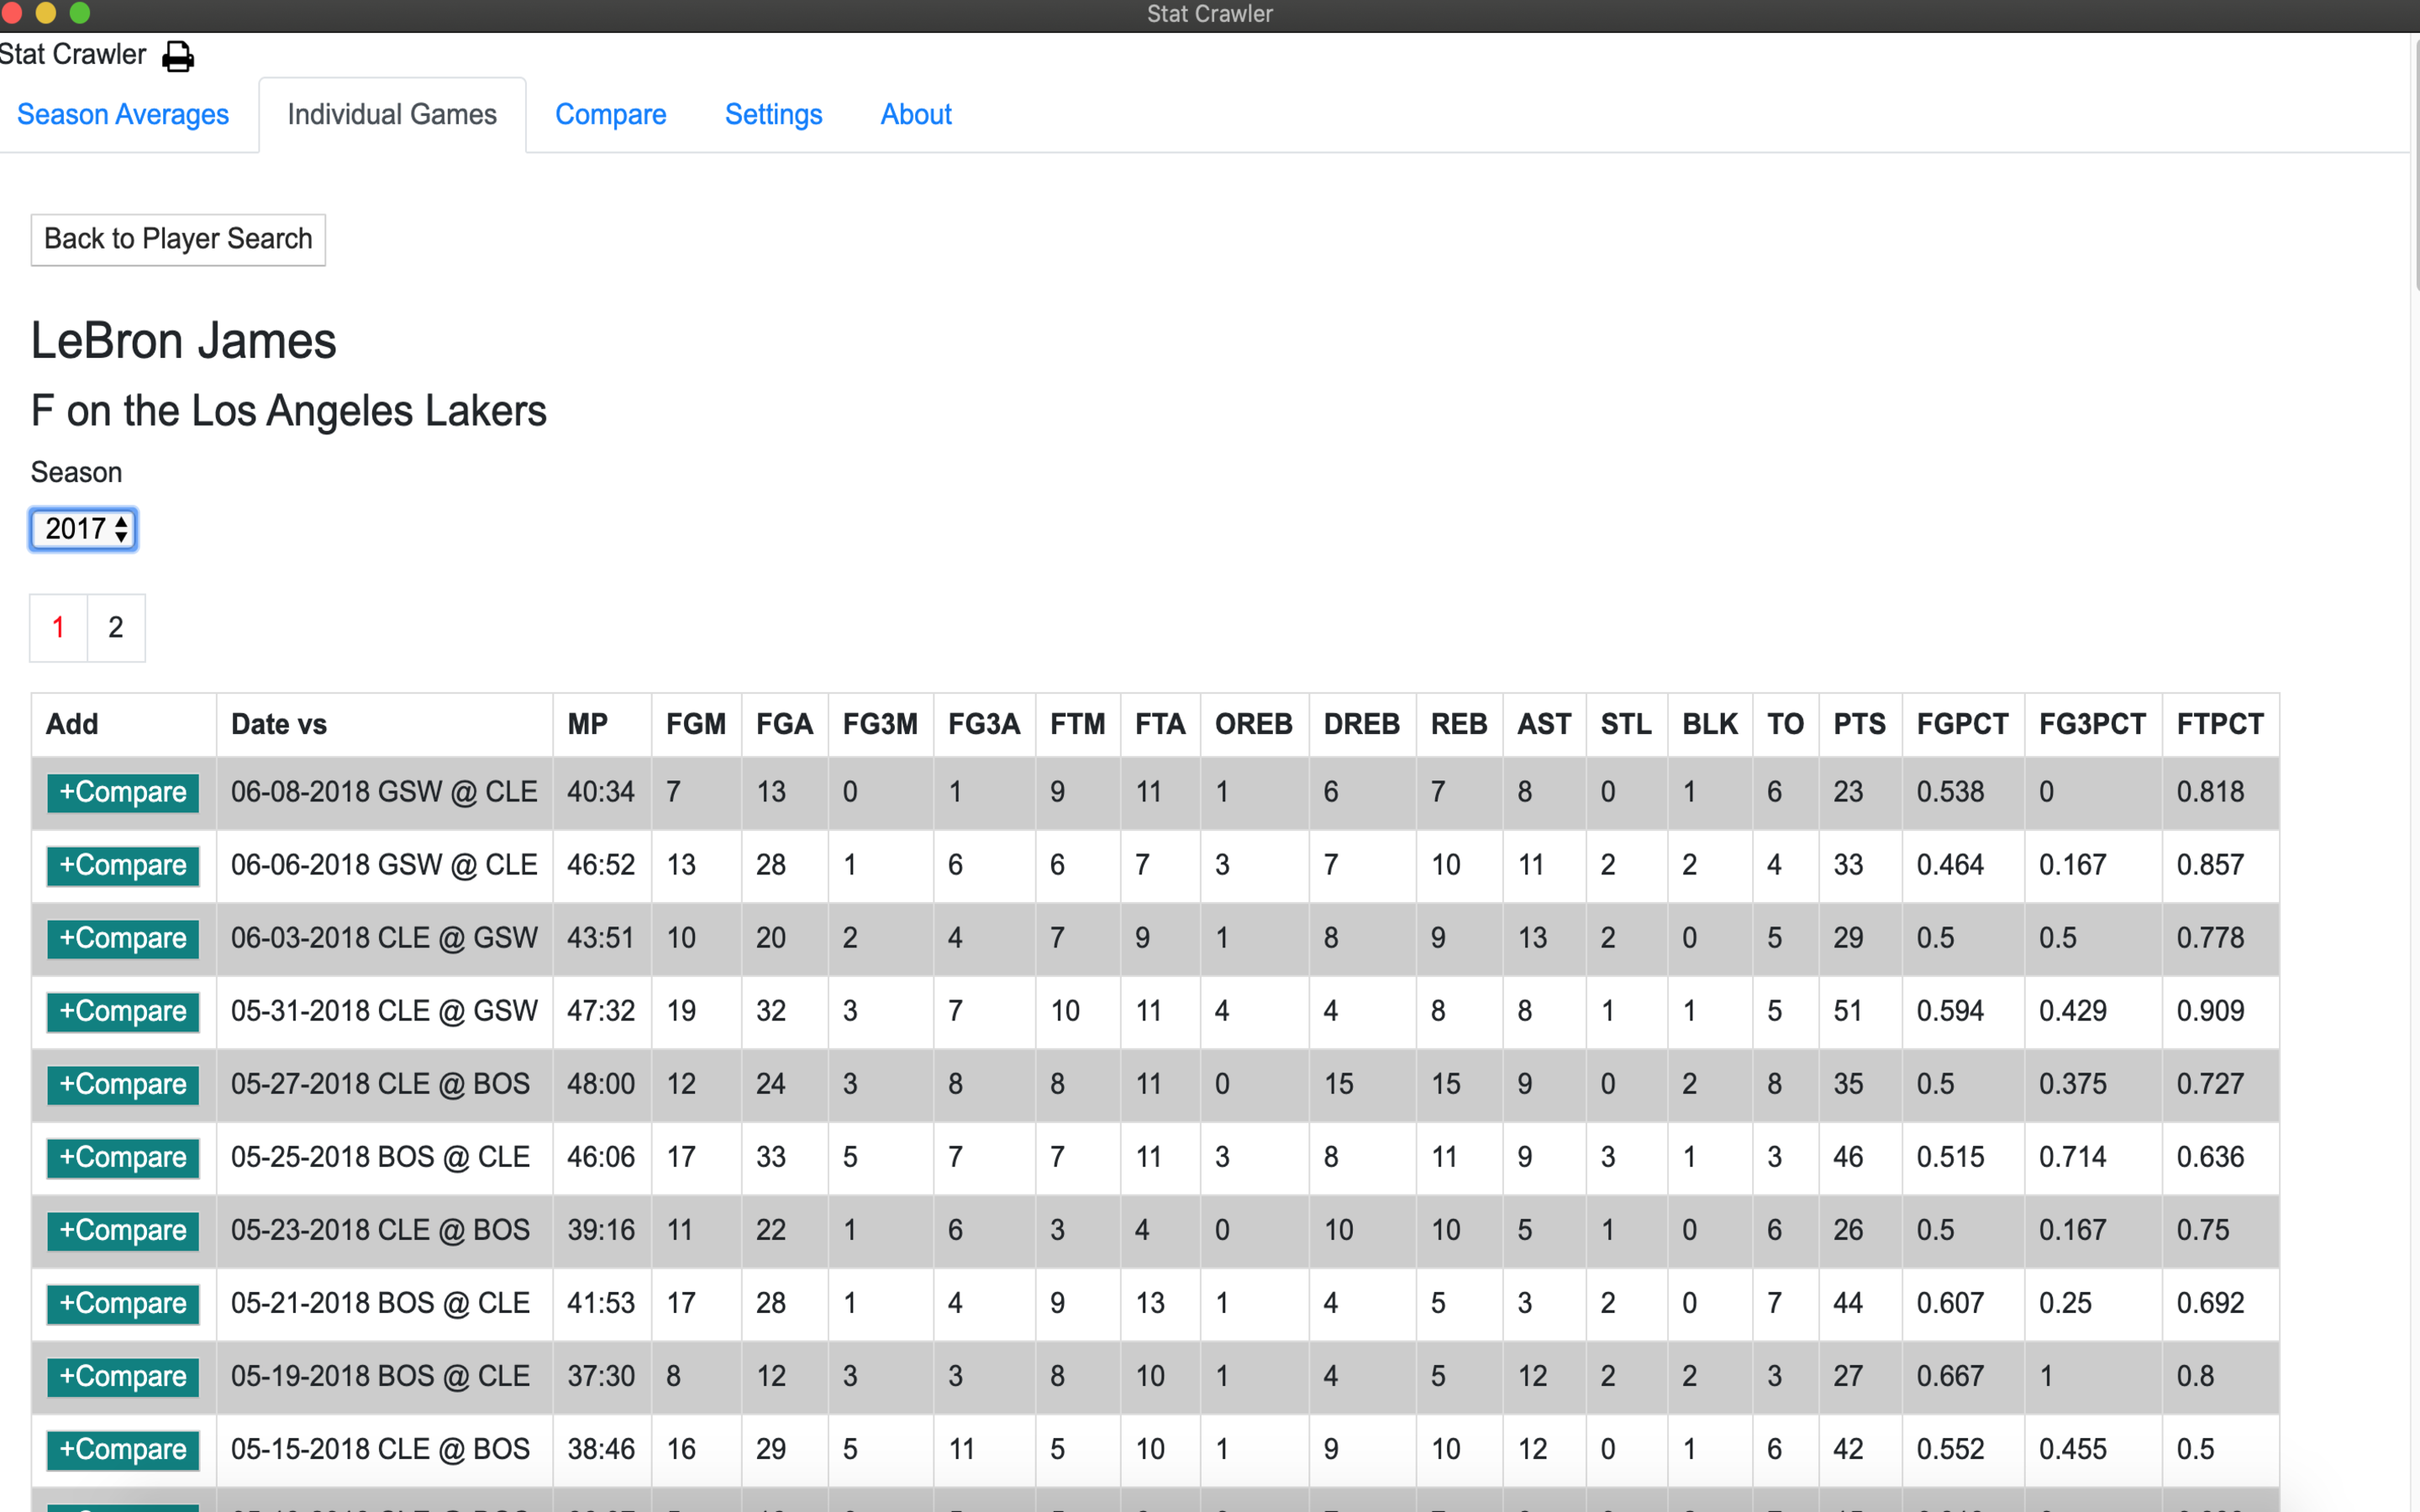 Stat Crawler
Stat Crawler
Season Averages Individual Games Compare Settings About
Back to Player Search
LeBron James
F on the Los Angeles Lakers
Season
2017
1 2
Add Date vs MP FGM FGA FG3M FG3A FTM FTA OREB DREB REB AST STL BLK TO PTS FGPCT FG3PCT FTPCT
+Compare 06-08-2018 GSW @ CLE 40:34 7 13 0 1 9 11 1 6 7 8 0 1 6 23 0.538 0 0.818
+Compare 06-06-2018 GSW @ CLE 46:52 13 28 1 6 6 7 3 7 10 11 2 2 4 33 0.464 0.167 0.857
+Compare 06-03-2018 CLE @ GSW 43:51 10 20 2 4 7 9 1 8 9 13 2 0 5 29 0.5 0.5 0.778
+Compare 05-31-2018 CLE @ GSW 47:32 19 32 3 7 10 11 4 4 8 8 1 1 5 51 0.594 0.429 0.909
+Compare 05-27-2018 CLE @ BOS 48:00 12 24 3 8 8 11 0 15 15 9 0 2 8 35 0.5 0.375 0.727
+Compare 05-25-2018 BOS @ CLE 46:06 17 33 5 7 7 11 3 8 11 9 3 1 3 46 0.515 0.714 0.636
+Compare 05-23-2018 CLE @ BOS 39:16 11 22 1 6 3 4 0 10 10 5 1 0 6 26 0.5 0.167 0.75
+Compare 05-21-2018 BOS @ CLE 41:53 17 28 1 4 9 13 1 4 5 3 2 0 7 44 0.607 0.25 0.692
+Compare 05-19-2018 BOS @ CLE 37:30 8 12 3 3 8 10 1 4 5 12 2 2 3 27 0.667 1 0.8
+Compare 05-15-2018 CLE @ BOS 38:46 16 29 5 11 5 10 1 9 10 12 0 1 6 42 0.552 0.455 0.5